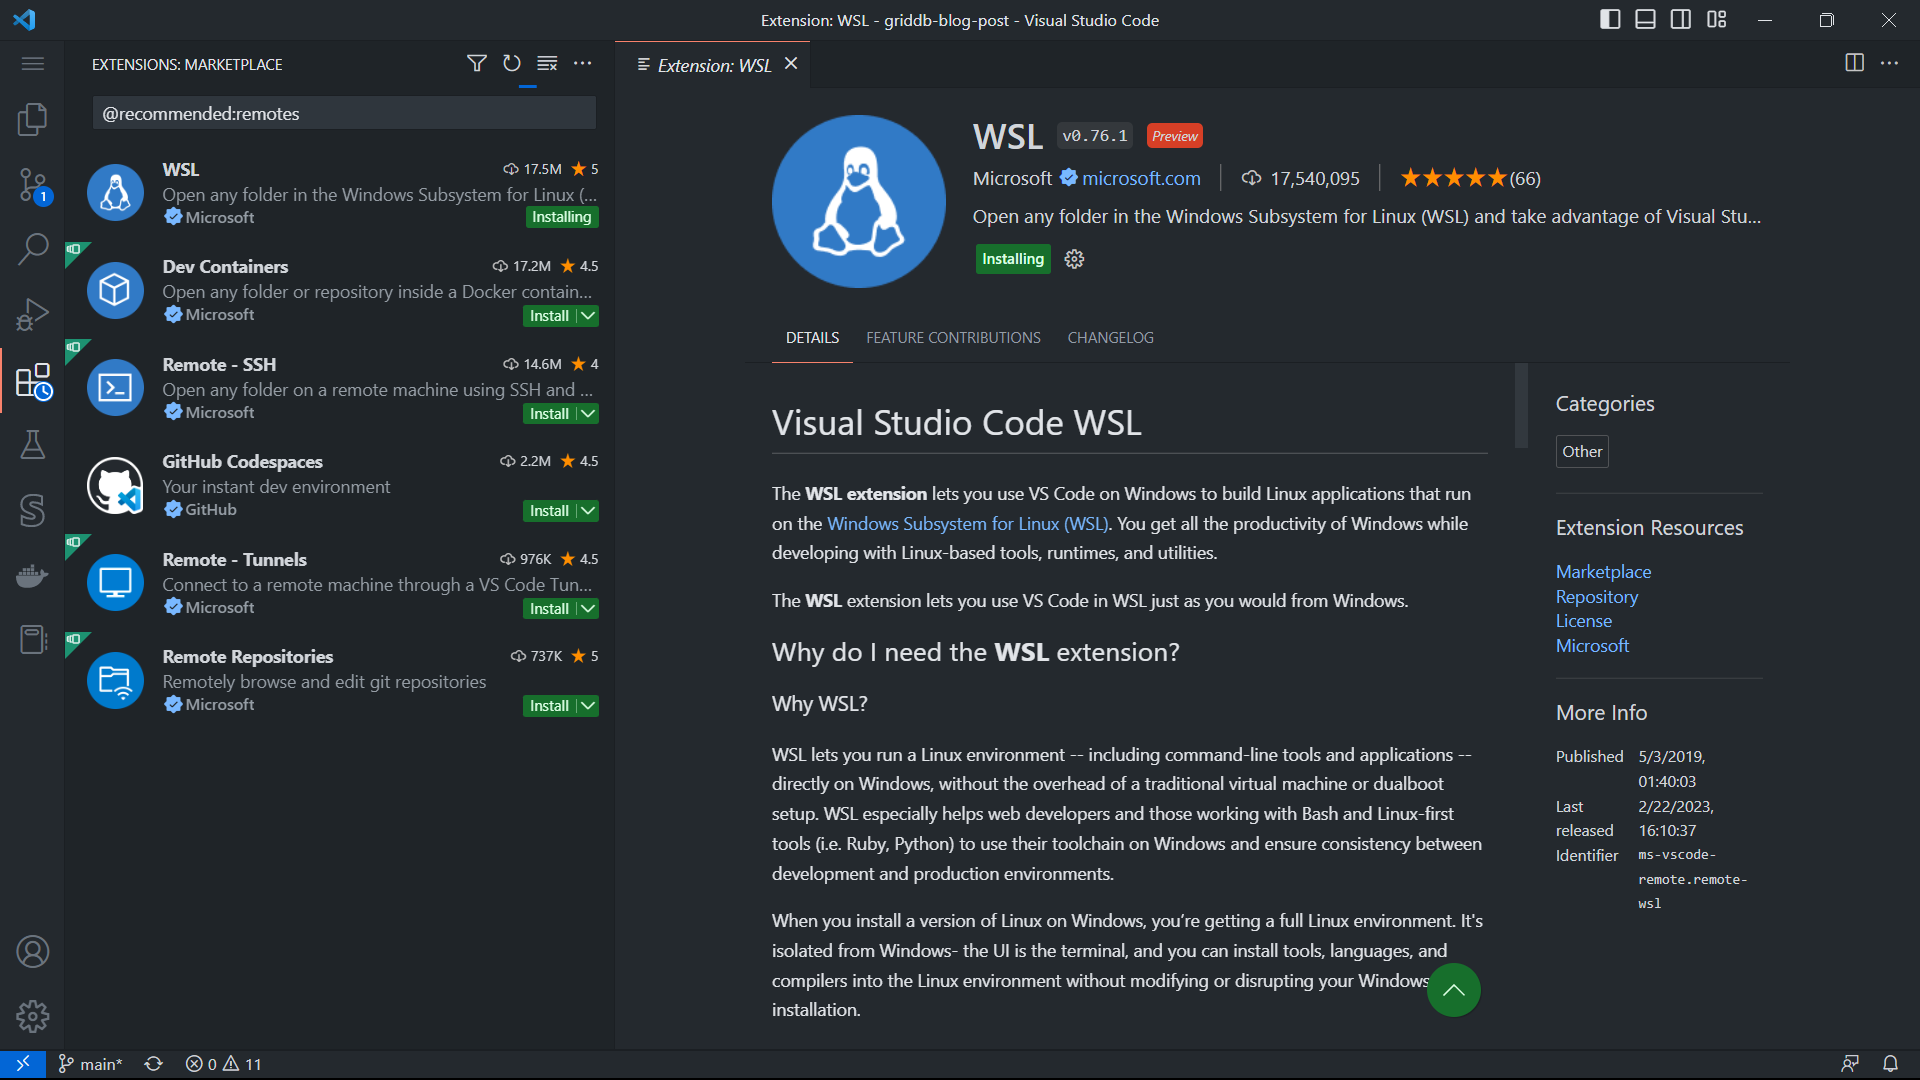 Extension: WSL - griddb-blog-post - Visual Studio Code
EXTENSIONS: MARKETPLACE
@recommended:remotes
WSL 17.5M 5
Open any folder in the Windows Subsystem for Linux (...
Microsoft Installing
Dev Containers 17.2M 4.5
Open any folder or repository inside a Docker contain...
Microsoft Install
Remote - SSH 14.6M 4
Open any folder on a remote machine using SSH and ...
Microsoft Install
GitHub Codespaces 2.2M 4.5
Your instant dev environment
GitHub Install
Remote - Tunnels 976K 4.5
Connect to a remote machine through a VS Code Tun...
Microsoft Install
Remote Repositories 737K 5
Remotely browse and edit git repositories
Microsoft Install
1
Extension: WSL
WSL v0.76.1 Preview
Microsoft microsoft.com 17,540,095 (66)
Open any folder in the Windows Subsystem for Linux (WSL) and take advantage of Visual Stu...
Installing
DETAILS FEATURE CONTRIBUTIONS CHANGELOG
Visual Studio Code WSL
The WSL extension lets you use VS Code on Windows to build Linux applications that run
on the Windows Subsystem for Linux (WSL). You get all the productivity of Windows while
developing with Linux-based tools, runtimes, and utilities.
The WSL extension lets you use VS Code in WSL just as you would from Windows.
Why do I need the WSL extension?
Why WSL?
WSL lets you run a Linux environment -- including command-line tools and applications --
directly on Windows, without the overhead of a traditional virtual machine or dualboot
setup. WSL especially helps web developers and those working with Bash and Linux-first
tools (i.e. Ruby, Python) to use their toolchain on Windows and ensure consistency between
development and production environments.
When you install a version of Linux on Windows, you’re getting a full Linux environment. It's
isolated from Windows- the UI is the terminal, and you can install tools, languages, and
compilers into the Linux environment without modifying or disrupting your Windows
installation.
Categories
Other
Extension Resources
Marketplace
Repository
License
Microsoft
More Info
Published 5/3/2019,
01:40:03
Last 2/22/2023,
released 16:10:37
Identifier ms-vscode-
remote.remote-
wsl
main* 0 11